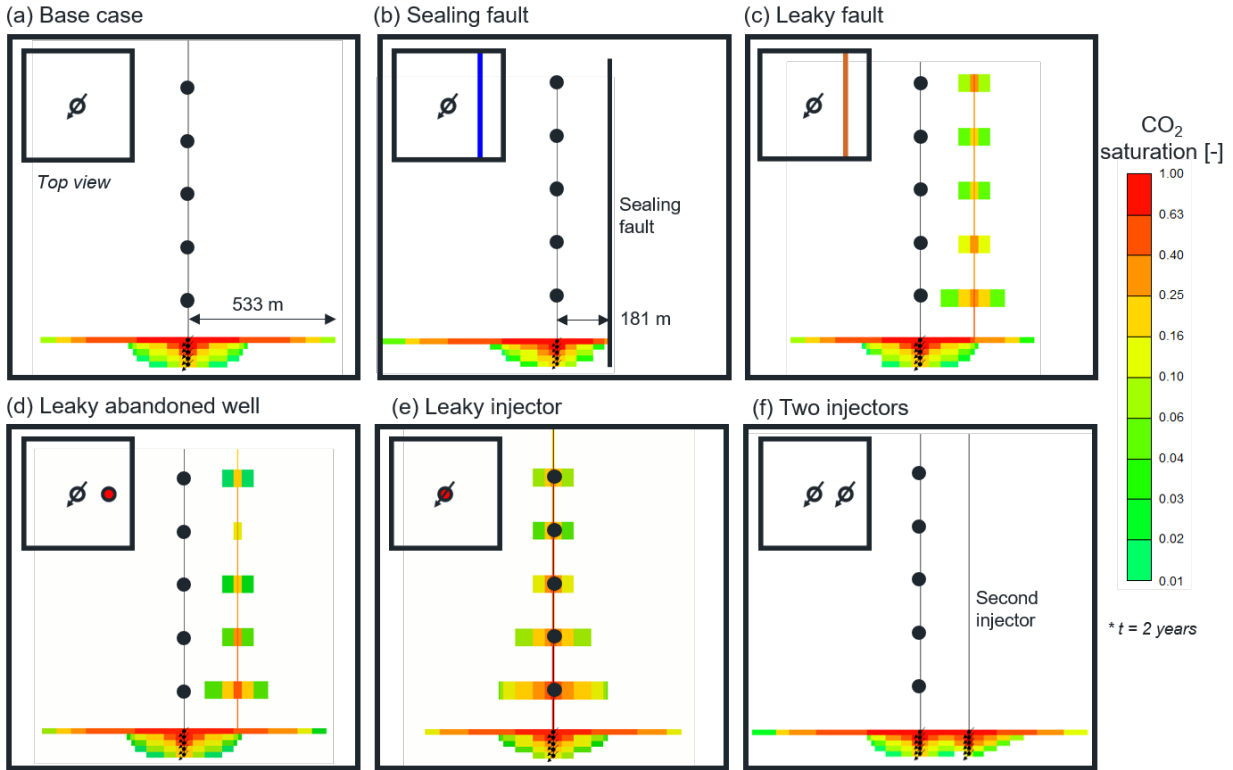 (a) Base case
(b) Sealing fault
(c) Leaky fault
Top view
533 m
Sealing
fault
181 m
(d) Leaky abandoned well
(e) Leaky injector
(f) Two injectors
Second
injector
CO₂
saturation [-]
1.00
0.63
0.40
0.25
0.16
0.10
0.06
0.04
0.03
0.02
0.01
* t = 2 years